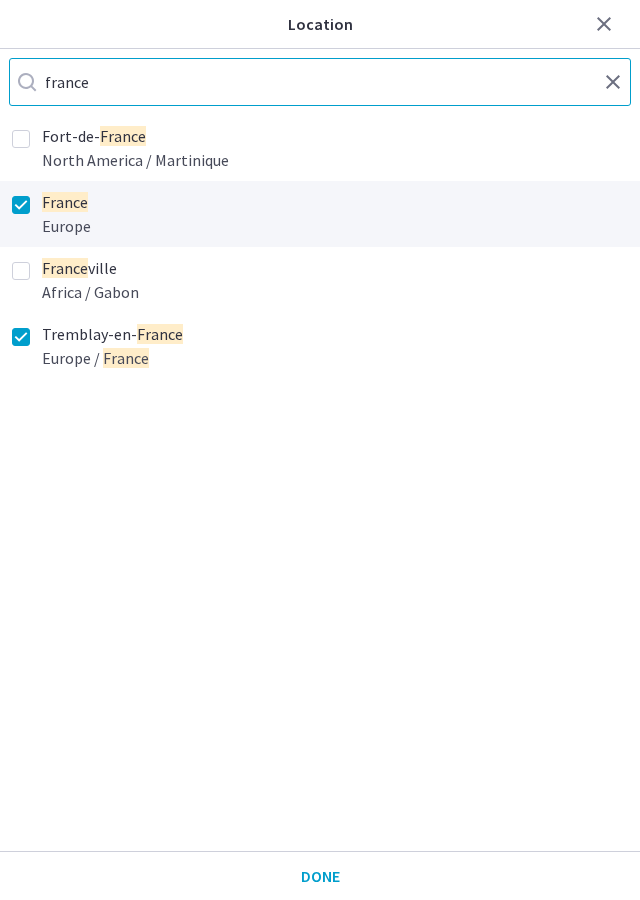 Location
france
Fort-de-France
North America / Martinique
France
Europe
Franceville
Africa / Gabon
Tremblay-en-France
Europe / France
DONE